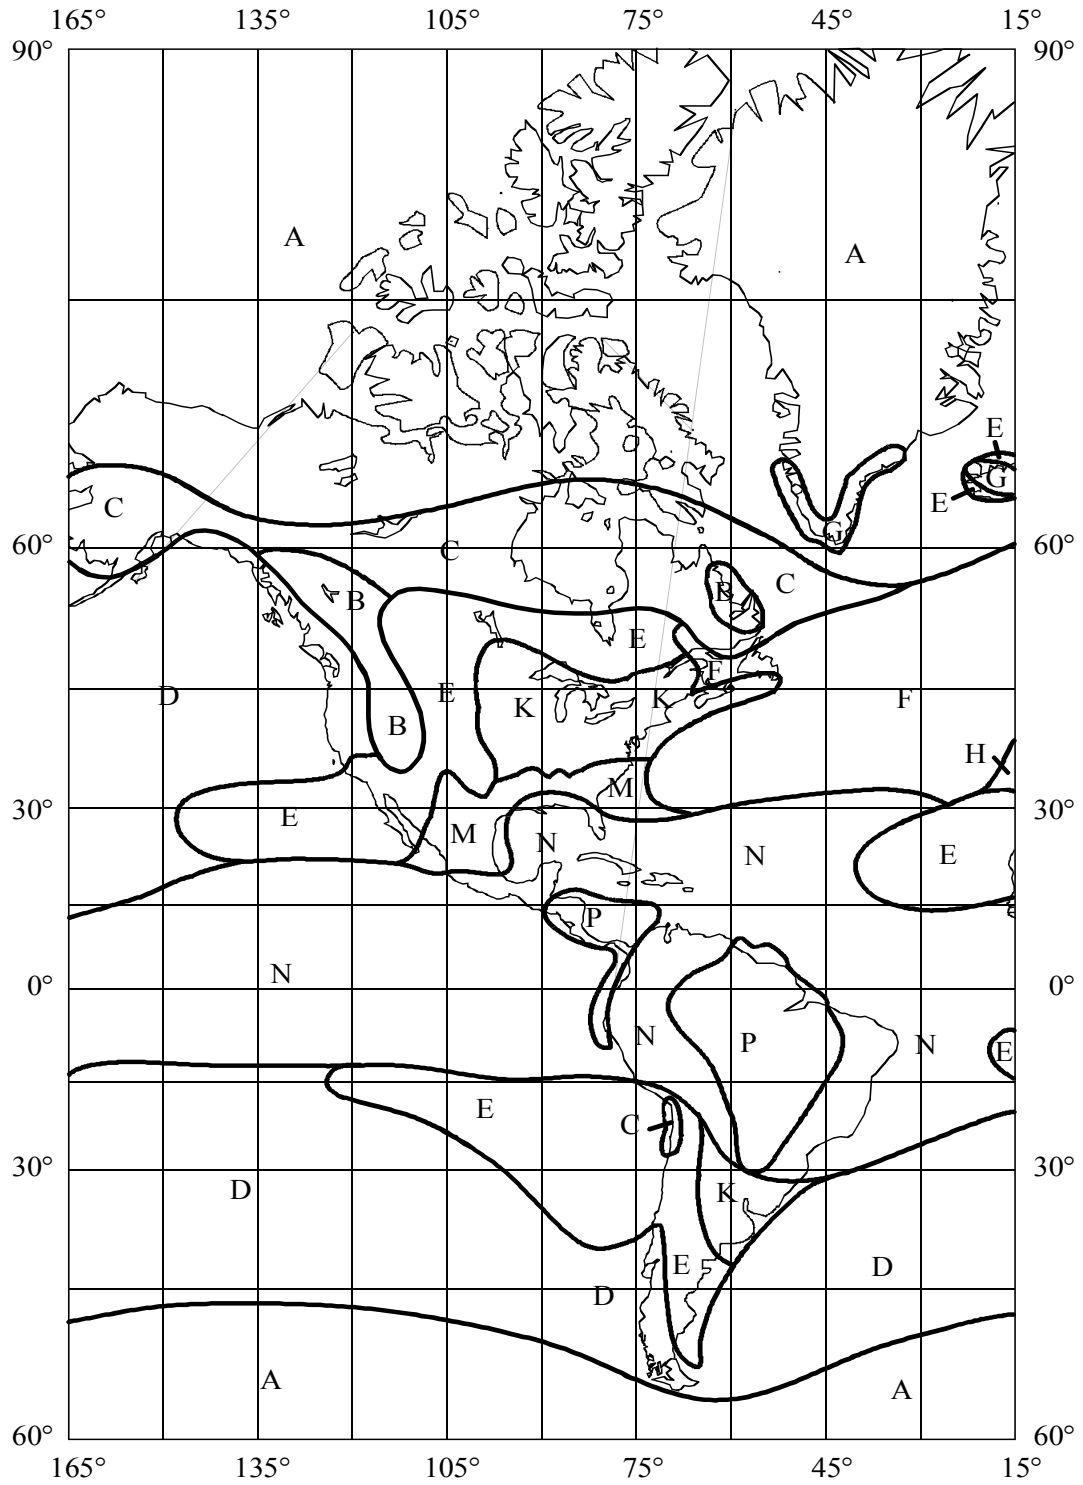 165° 135° 105° 75° 45° 15°
90° 90°
A A
E
G
C E
G
60° C 60°
C
B B
E
F
D E K F
K
B
H
M
30° E 30°
M N
N E
P
N
0° 0°
N P N E
E
C
30° 30°
D K
E D
D
A A
60° 60°
165° 135° 105° 75° 45° 15°